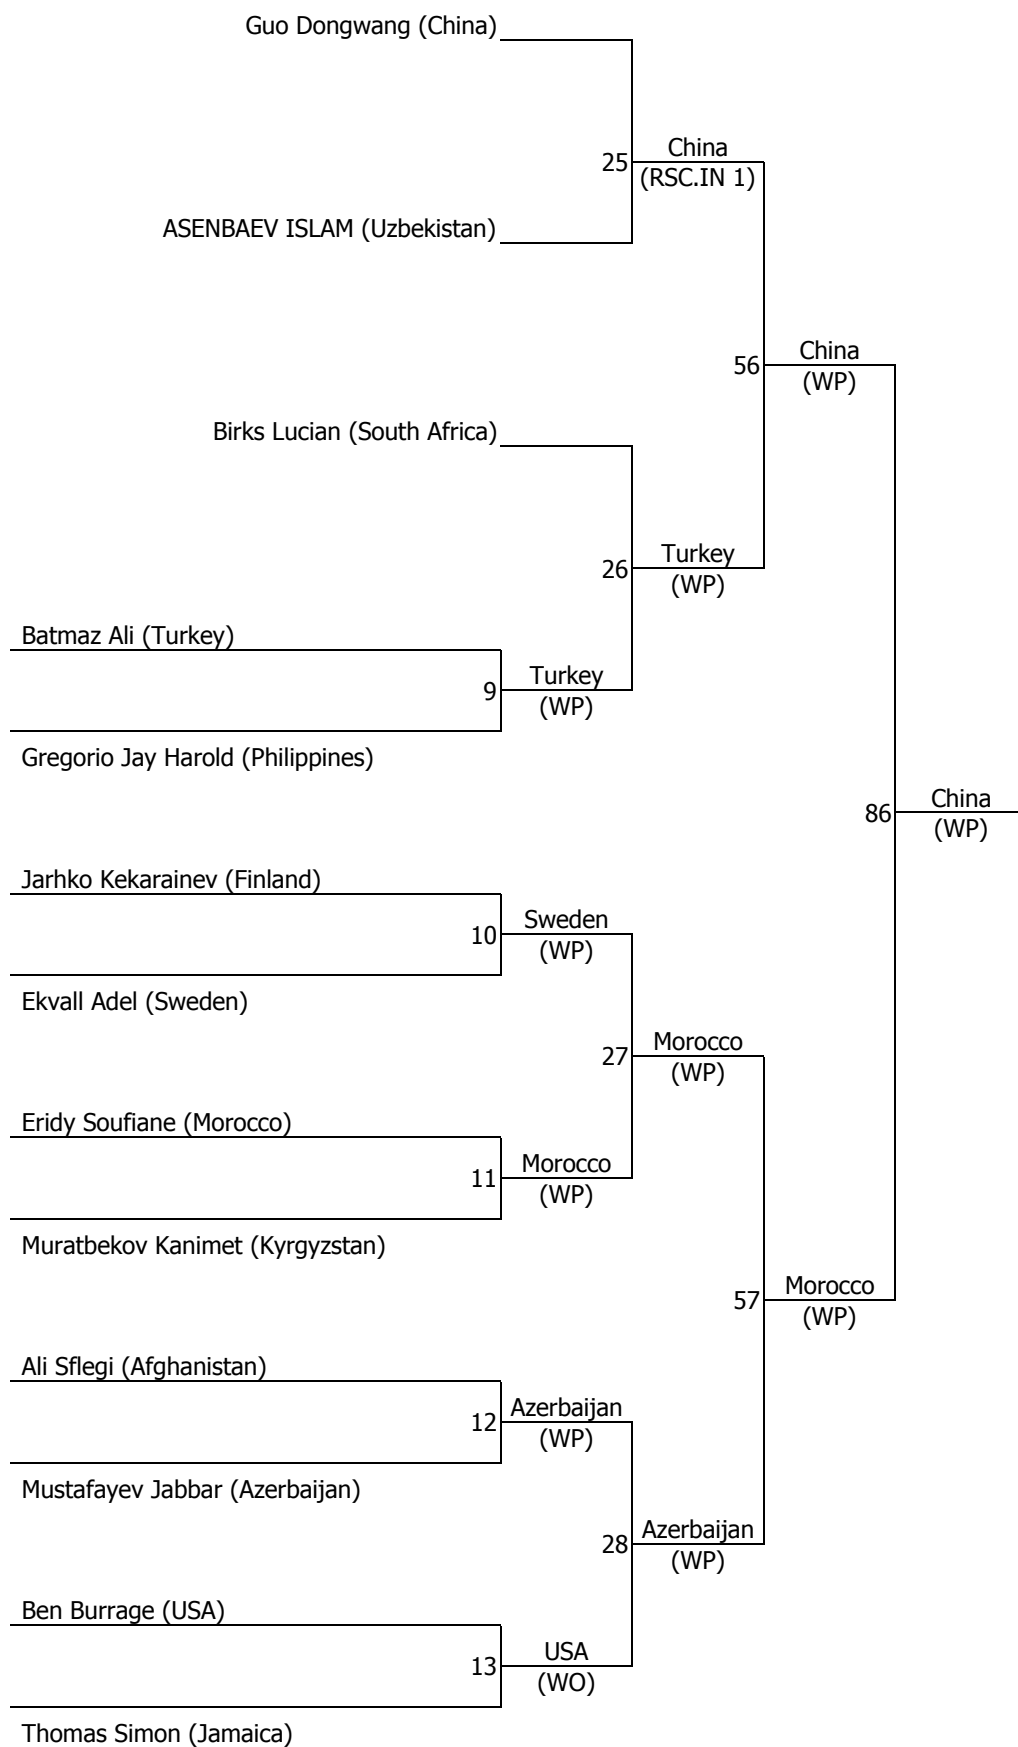 Guo Dongwang (China)
25
China
(RSC.IN 1)
ASENBAEV ISLAM (Uzbekistan)
56
China
(WP)
Birks Lucian (South Africa)
26
Turkey
(WP)
Batmaz Ali (Turkey)
9
Turkey
(WP)
Gregorio Jay Harold (Philippines)
86
China
(WP)
Jarhko Kekarainev (Finland)
10
Sweden
(WP)
Ekvall Adel (Sweden)
27
Morocco
(WP)
Eridy Soufiane (Morocco)
11
Morocco
(WP)
Muratbekov Kanimet (Kyrgyzstan)
57
Morocco
(WP)
Ali Sflegi (Afghanistan)
12
Azerbaijan
(WP)
Mustafayev Jabbar (Azerbaijan)
28
Azerbaijan
(WP)
Ben Burrage (USA)
13
USA
(WO)
Thomas Simon (Jamaica)